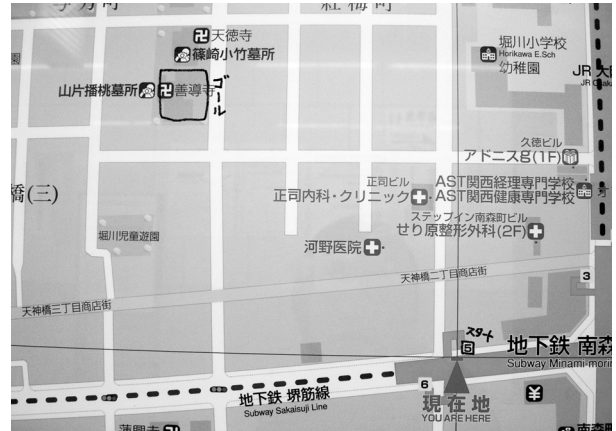 紅梅町
天徳寺
篠崎小竹墓所
山片播桃墓所
善導寺
ゴール
堀川小学校
Horikawa E.Sch
幼稚園
JR
久徳ビル
アドニスg(1F)
正司ビル
正司内科・クリニック
AST関西経理専門学校
AST関西健康専門学校
橋(三)
堀川児童遊園
ステップイン南森町ビル
せり原整形外科(2F)
河野医院
天神橋二丁目商店街
天神橋三丁目商店街
3
スタート
5
地下鉄 南森
Subway Minami-morim
6
地下鉄 堺筋線
Subway Sakaisuji Line
現在地
YOU ARE HERE
¥